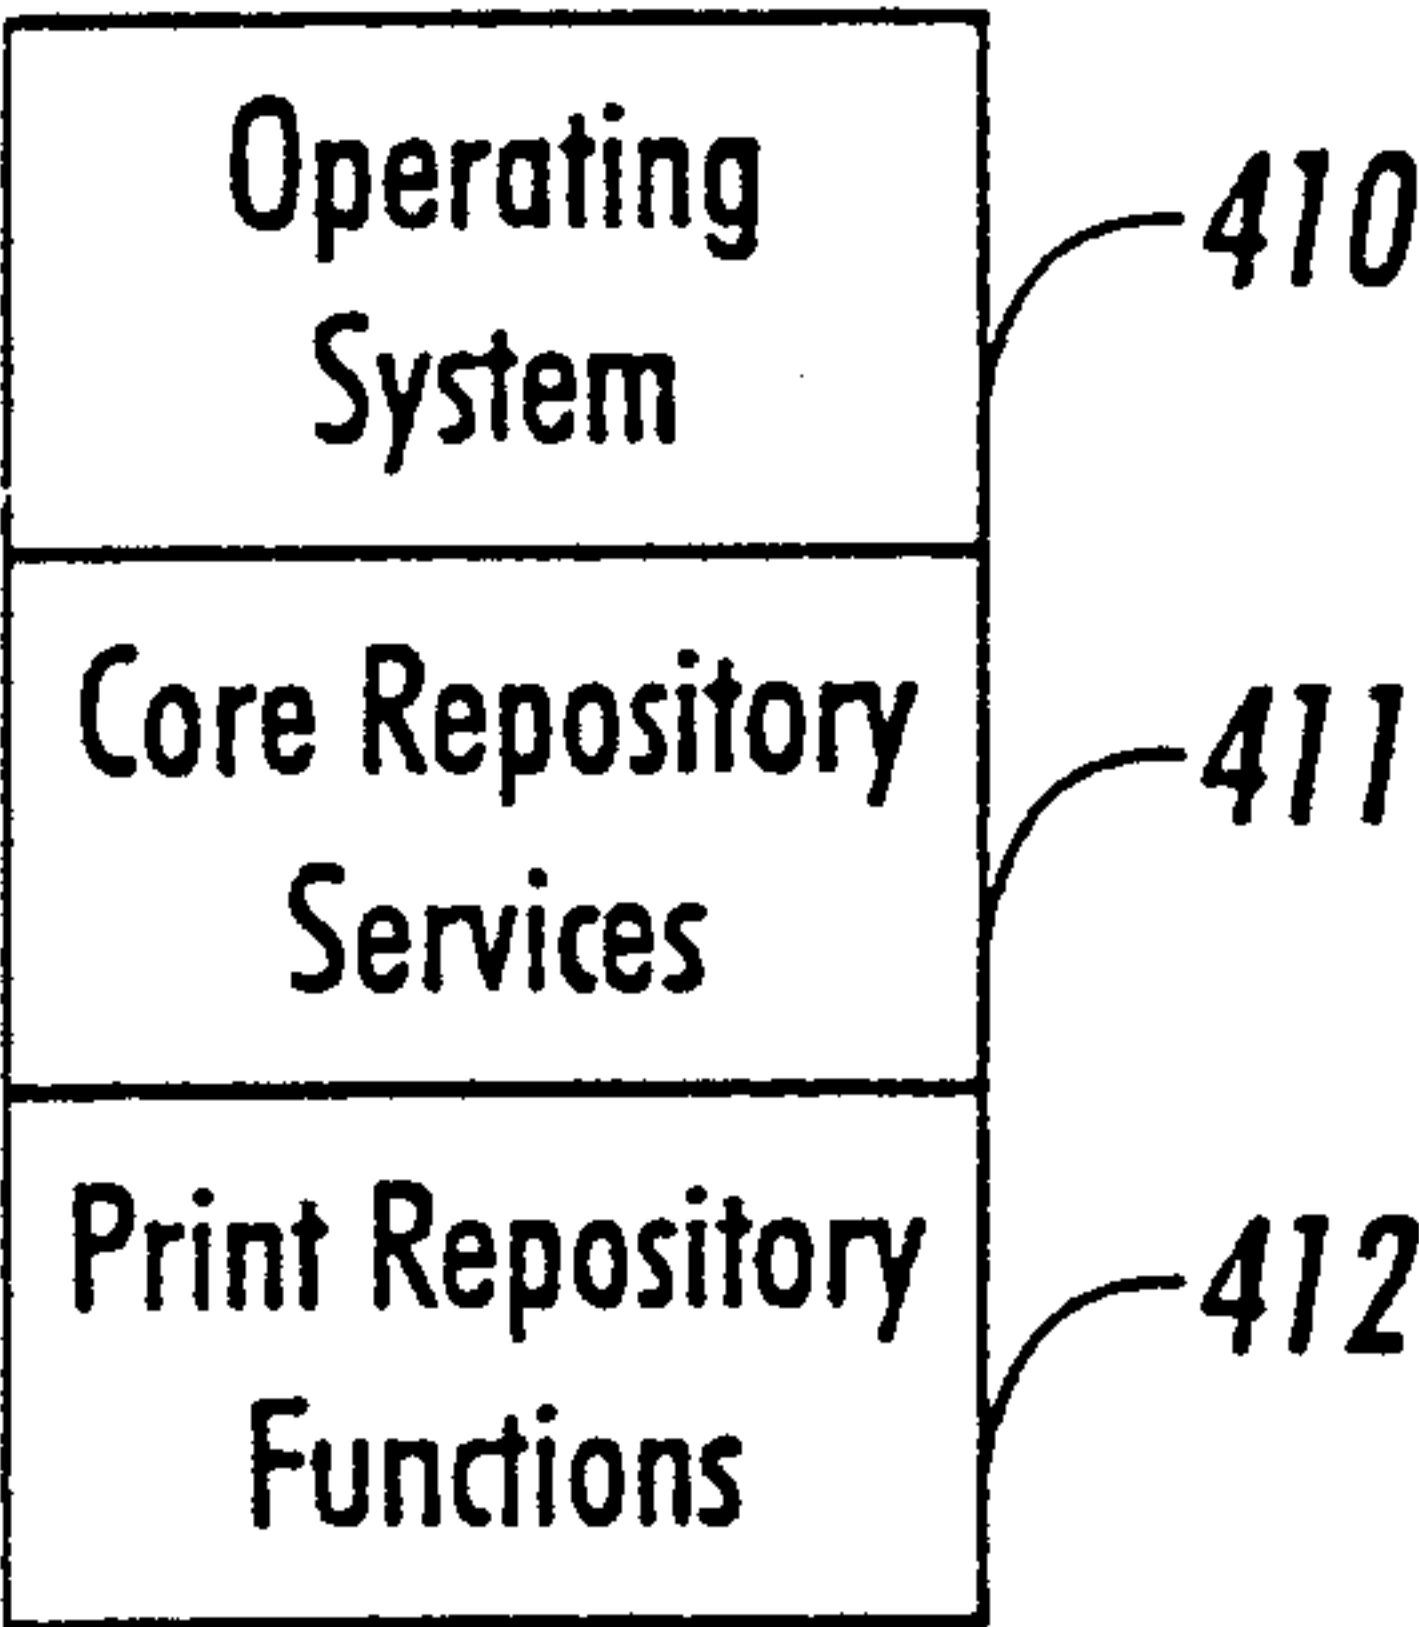 Operating
System
410
Core Repository
Services
411
Print Repository
Functions
412